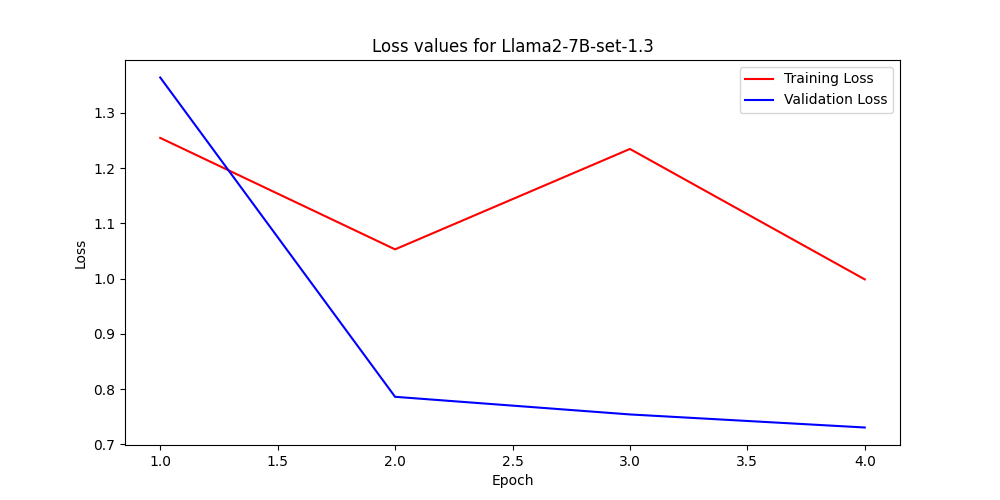 Loss values for Llama2-7B-set-1.3
Training Loss
Validation Loss
1.3
1.2
1.1
1.0
0.9
0.8
0.7
Loss
1.0 1.5 2.0 2.5 3.0 3.5 4.0
Epoch